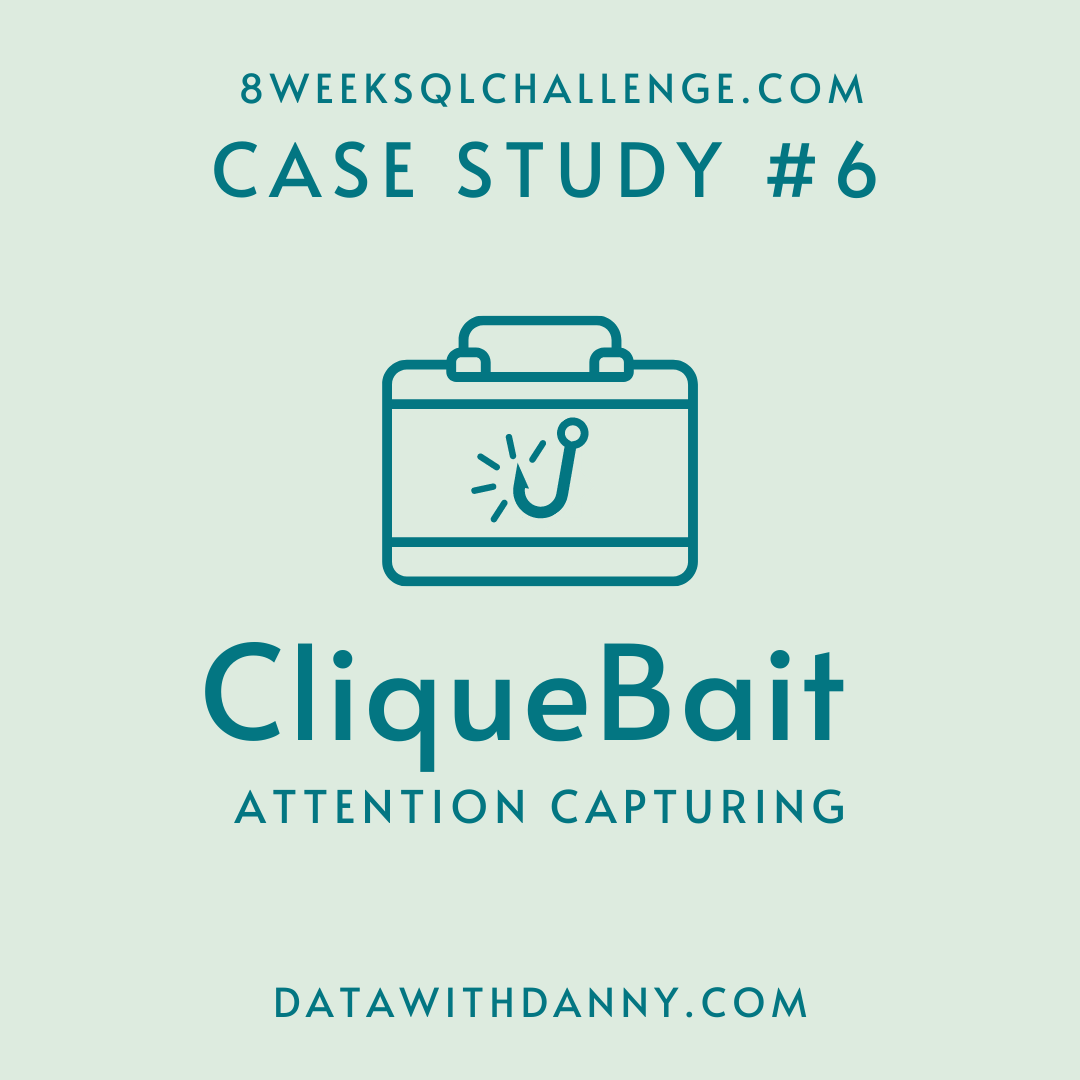 8WEEKSQLCHALLENGE.COM
CASE STUDY #6
CliqueBait
ATTENTION CAPTURING
DATAWITHDANNY.COM